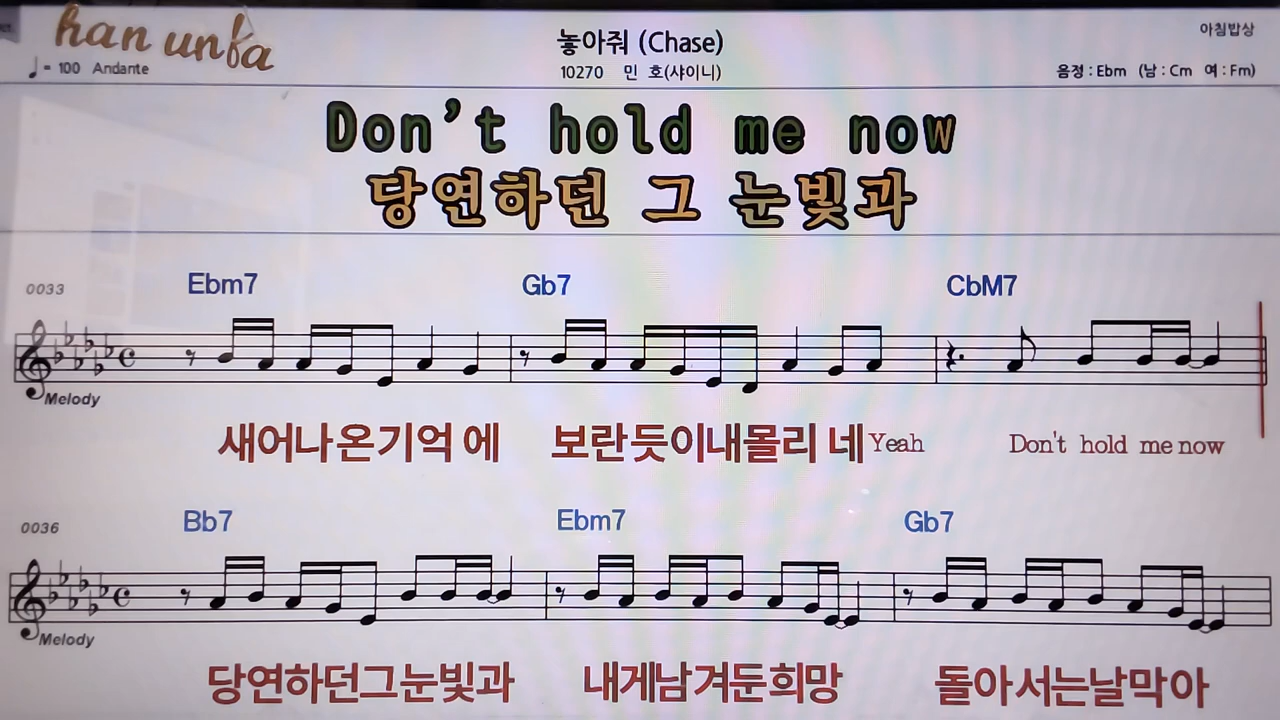 han unfa
놓아줘 (Chase)
아침밥상
♩= 100 Andante
10270 민 호(샤이니)
음정 : Ebm (남 : Cm 여 : Fm)
Don't hold me now
당연하던 그 눈빛과
0033 Ebm7 Gb7 CbM7
Melody
새어나온기억 에 보란듯이내몰리 네 Yeah Don't hold me now
0036 Bb7 Ebm7 Gb7
Melody
당연하던그눈빛과 내게남겨둔희망 돌아서는날막아